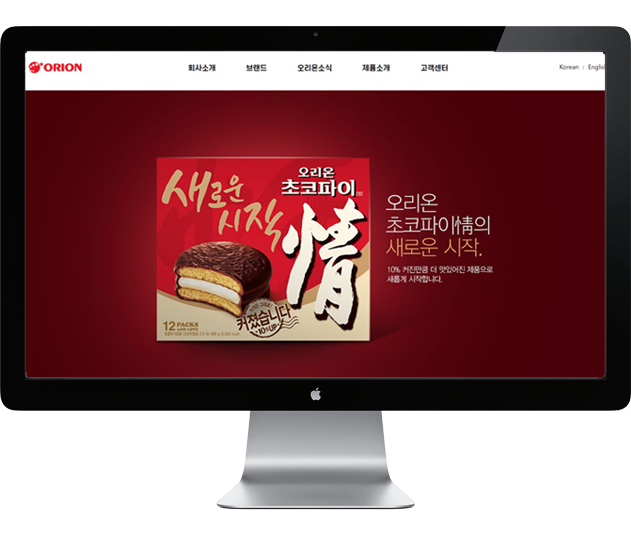 ORION
회사소개 브랜드 오리온소식 제품소개 고객센터 Korean : English
새로운
시작
오리온
초코파이
情
커졌습니다
10%UP
12 PACKS
오리온
초코파이情의
새로운 시작.
10% 커진만큼 더 맛있어진 제품으로
새롭게 시작합니다.